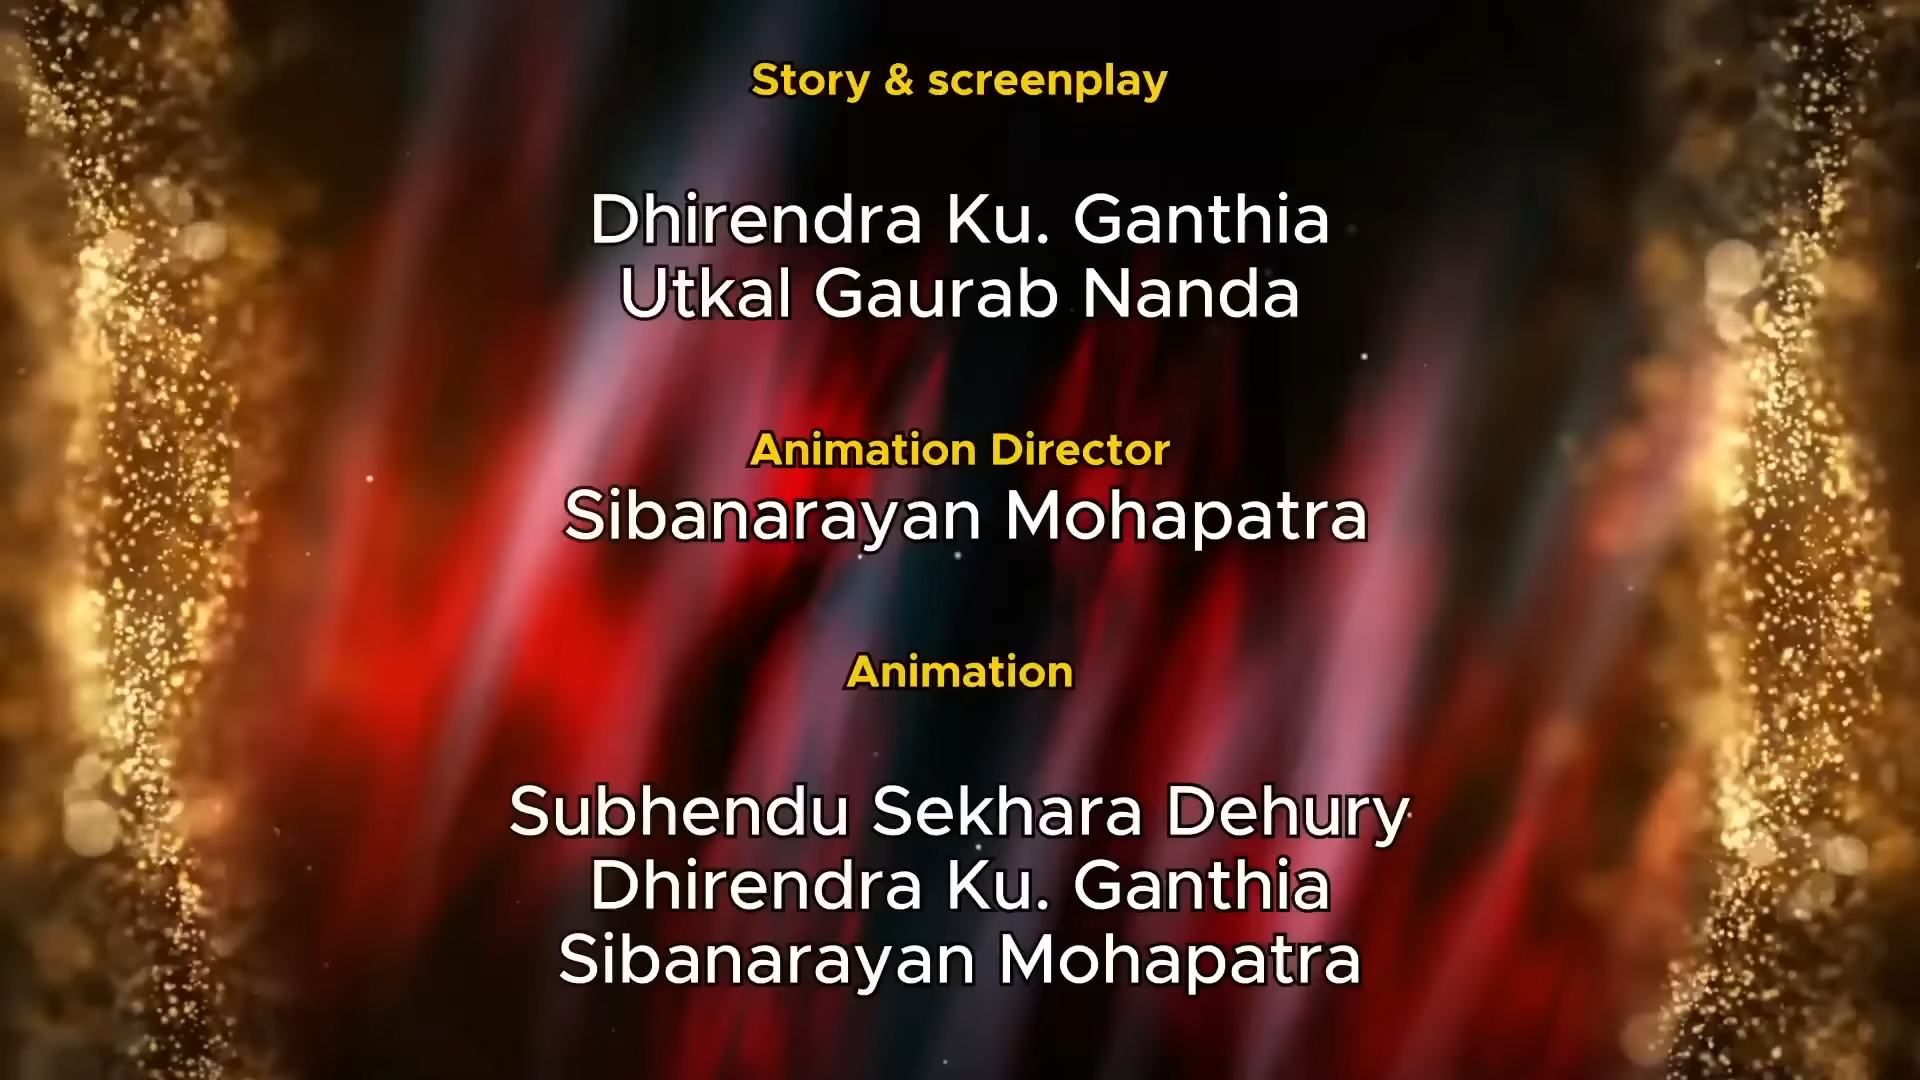 Story & screenplay
Dhirendra Ku. Ganthia
Utkal Gaurab Nanda
Animation Director
Sibanarayan Mohapatra
Animation
Subhendu Sekhara Dehury
Dhirendra Ku. Ganthia
Sibanarayan Mohapatra